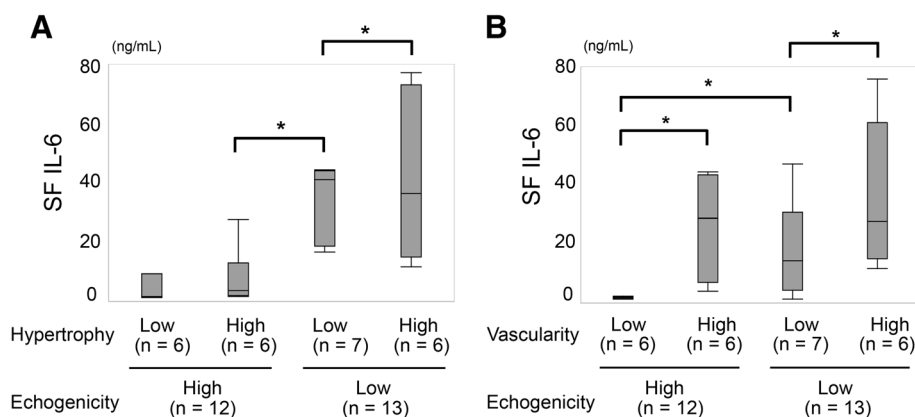 A
(ng/mL)
*
*
80
60
40
20
0
SF IL-6
Hypertrophy
Low
(n = 6)
High
(n = 6)
Low
(n = 7)
High
(n = 6)
Echogenicity
High
(n = 12)
Low
(n = 13)
B
(ng/mL)
*
*
*
80
60
40
20
0
SF IL-6
Vascularity
Low
(n = 6)
High
(n = 6)
Low
(n = 7)
High
(n = 6)
Echogenicity
High
(n = 12)
Low
(n = 13)